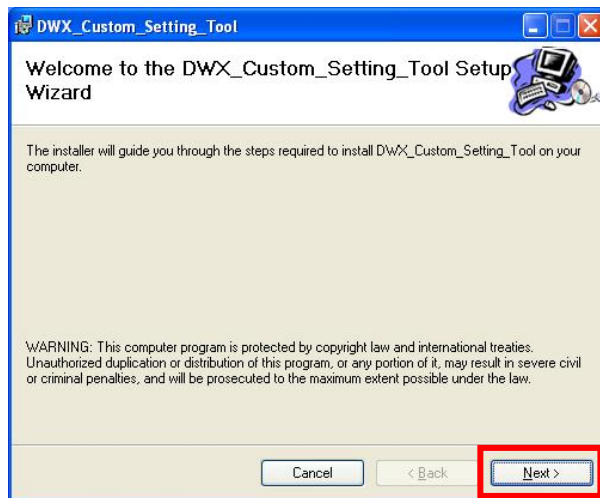 DWX_Custom_Setting_Tool
Welcome to the DWX_Custom_Setting_Tool Setup
Wizard
The installer will guide you through the steps required to install DWX_Custom_Setting_Tool on your
computer.
WARNING: This computer program is protected by copyright law and international treaties.
Unauthorized duplication or distribution of this program, or any portion of it, may result in severe civil
or criminal penalties, and will be prosecuted to the maximum extent possible under the law.
Cancel
< Back
Next >